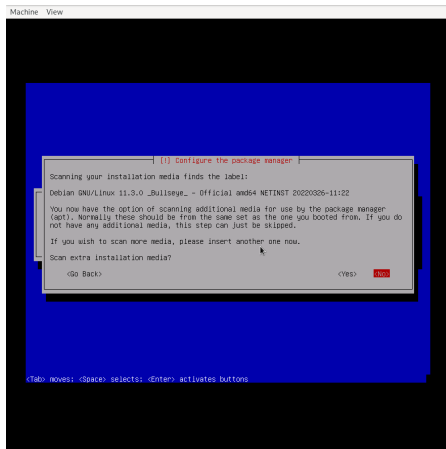 Machine View
[!] Configure the package manager
Scanning your installation media finds the label:
Debian GNU/Linux 11.3.0 _Bullseye_ - Official amd64 NETINST 20220326-11:22
You now have the option of scanning additional media for use by the package manager
(apt). Normally these should be from the same set as the one you booted from. If you do
not have any additional media, this step can just be skipped.
If you wish to scan more media, please insert another one now.
Scan extra installation media?
<Go Back> <Yes> <No>
<Tab> moves; <Space> selects; <Enter> activates buttons